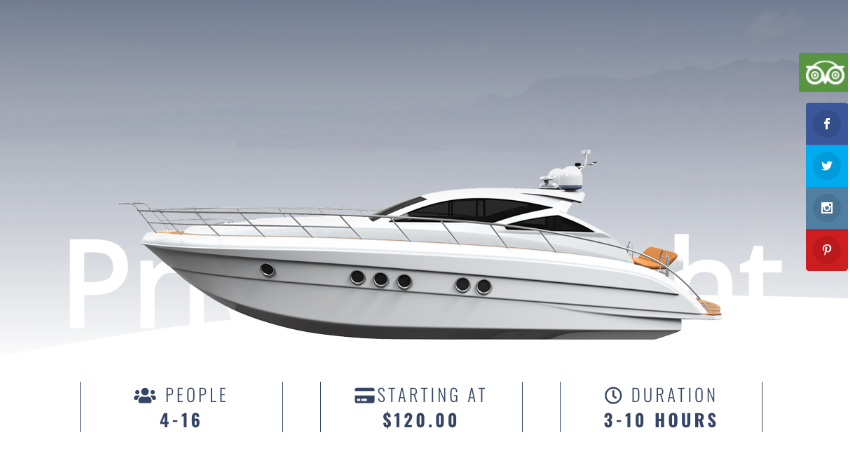 PEOPLE
4-16
STARTING AT
$120.00
DURATION
3-10 HOURS